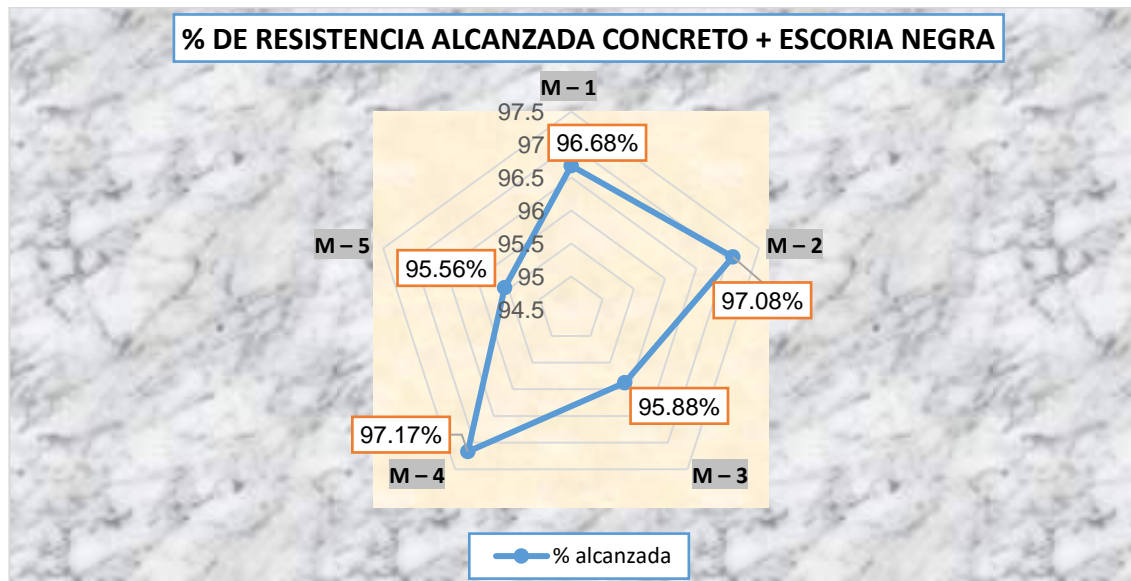 % DE RESISTENCIA ALCANZADA CONCRETO + ESCORIA NEGRA
M – 1
97.5
97
96.68%
96.5
96
M – 5
95.5
M – 2
95.56%
95
97.08%
94.5
95.88%
97.17%
M – 4
M – 3
% alcanzada